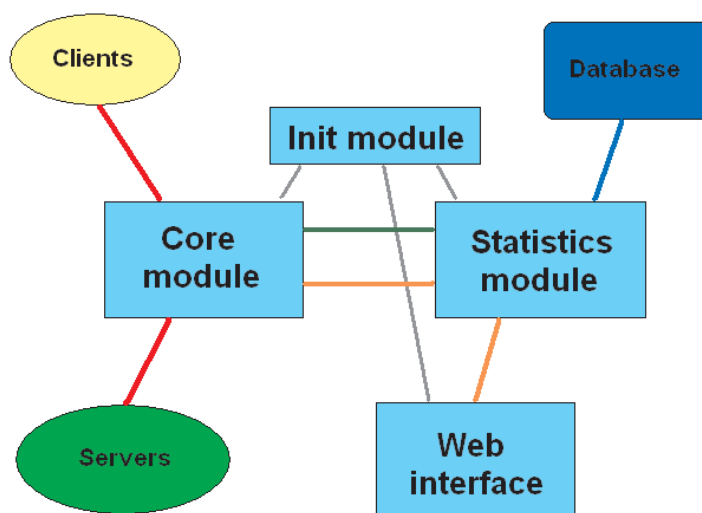 Clients
Database
Init module
Core
module
Statistics
module
Servers
Web
interface